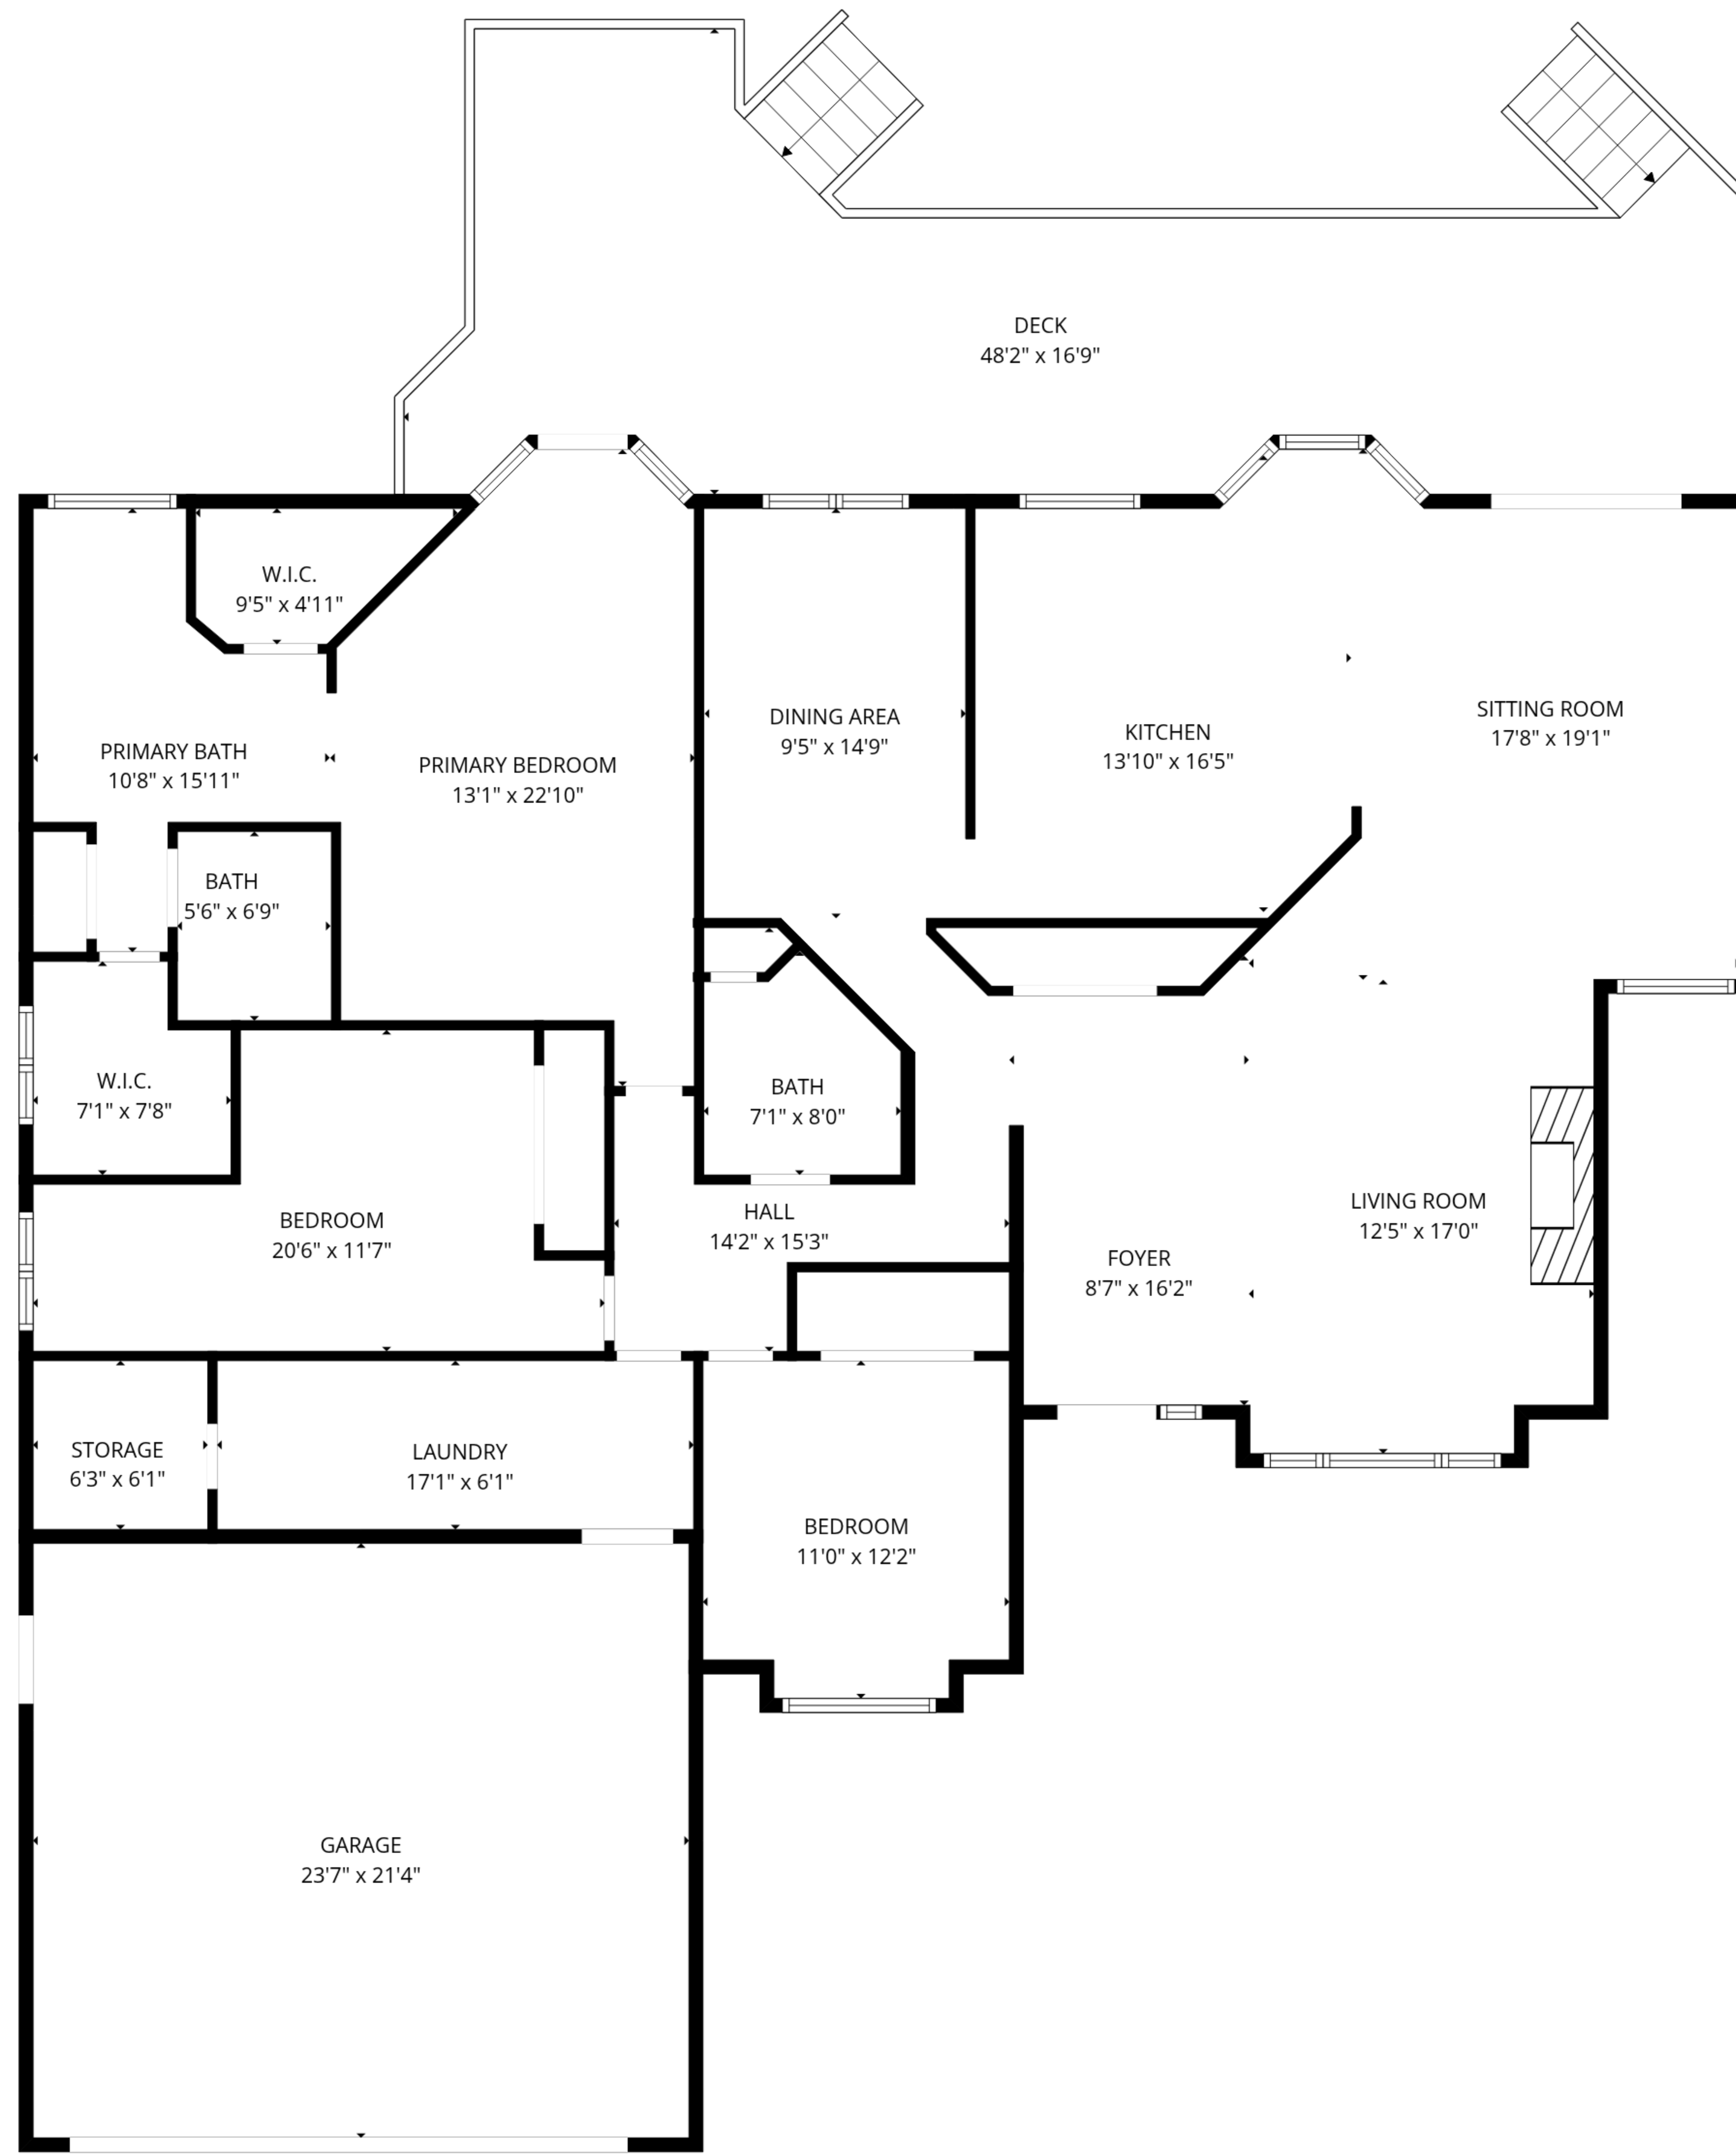 DECK
48'2" x 16'9"
W.I.C.
9'5" x 4'11"
PRIMARY BATH
10'8" x 15'11"
PRIMARY BEDROOM
13'1" x 22'10"
DINING AREA
9'5" x 14'9"
KITCHEN
13'10" x 16'5"
SITTING ROOM
17'8" x 19'1"
BATH
5'6" x 6'9"
W.I.C.
7'1" x 7'8"
BATH
7'1" x 8'0"
BEDROOM
20'6" x 11'7"
HALL
14'2" x 15'3"
FOYER
8'7" x 16'2"
LIVING ROOM
12'5" x 17'0"
STORAGE
6'3" x 6'1"
LAUNDRY
17'1" x 6'1"
BEDROOM
11'0" x 12'2"
GARAGE
23'7" x 21'4"